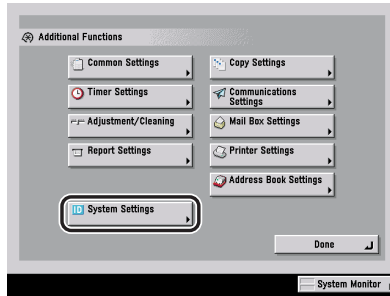 Additional Functions
Common Settings
Copy Settings
Timer Settings
Communications
Settings
Adjustment/Cleaning
Mail Box Settings
Report Settings
Printer Settings
Address Book Settings
ID System Settings
Done
System Monitor